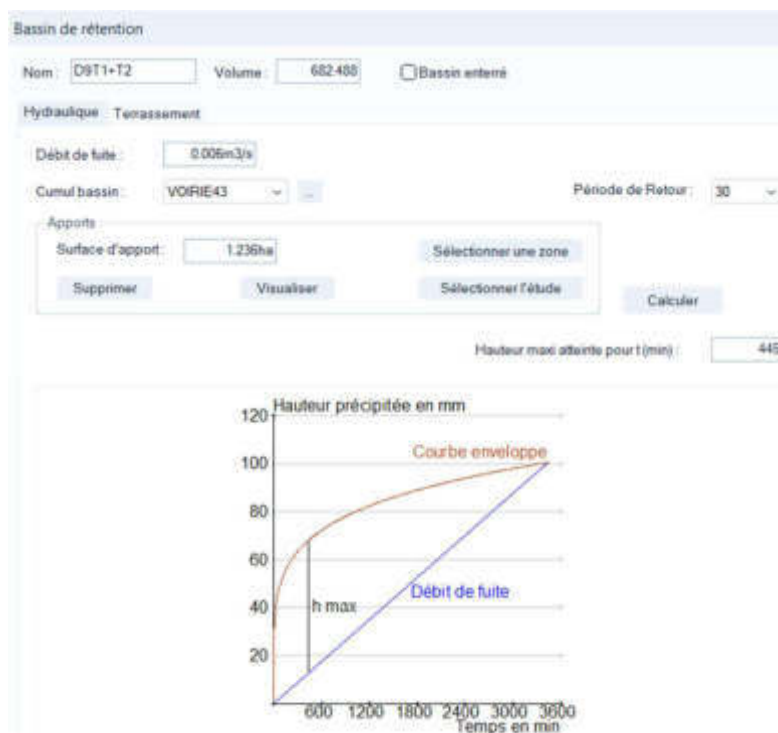 Bassin de rétention
Nom : D9T1+T2 Volume : 682.488 Bassin enterré
Hydraulique Terrassement
Débit de fuite : 0.006m3/s
Cumul bassin : VOIRIE43 ... Période de Retour : 30
Apports
Surface d'apport : 1.236ha Sélectionner une zone
Supprimer Visualiser Sélectionner l'étude
Calculer
Hauteur maxi atteinte pour t (min) : 445
Hauteur précipitée en mm
120
Courbe enveloppe
100
80
60
Débit de fuite
40
h max
20
600 1200 1800 2400 3000 3600
Temps en min